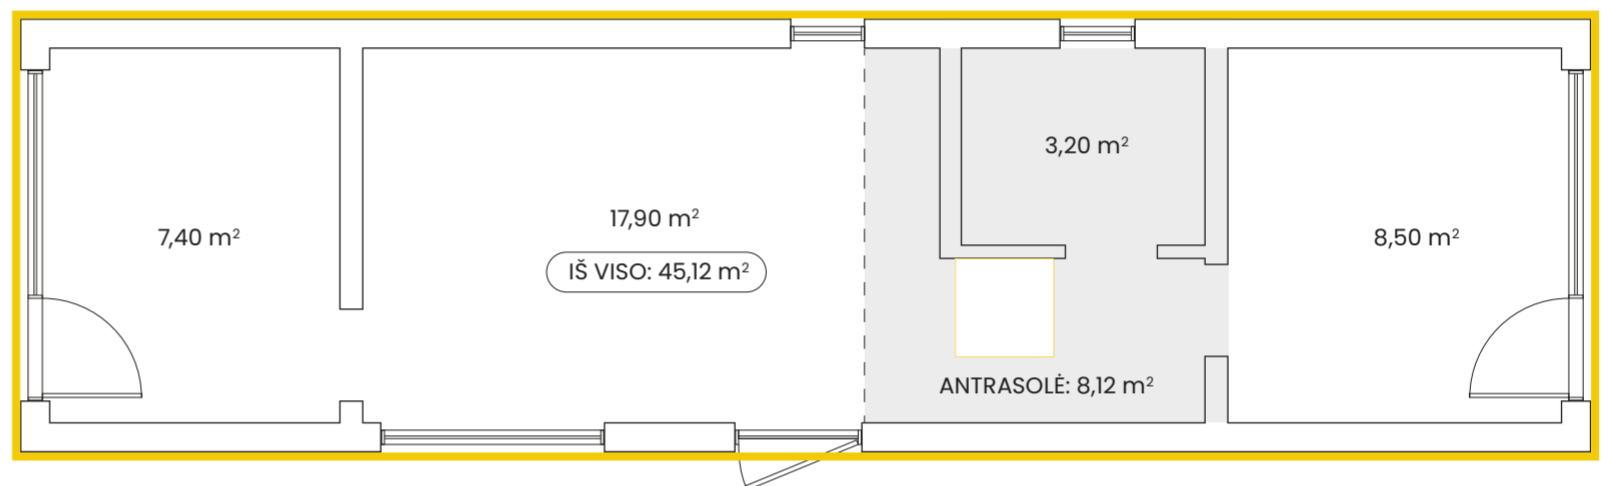 3,20 m²
17,90 m²
7,40 m²
8,50 m²
IŠ VISO: 45,12 m²
ANTRASOLĖ: 8,12 m²